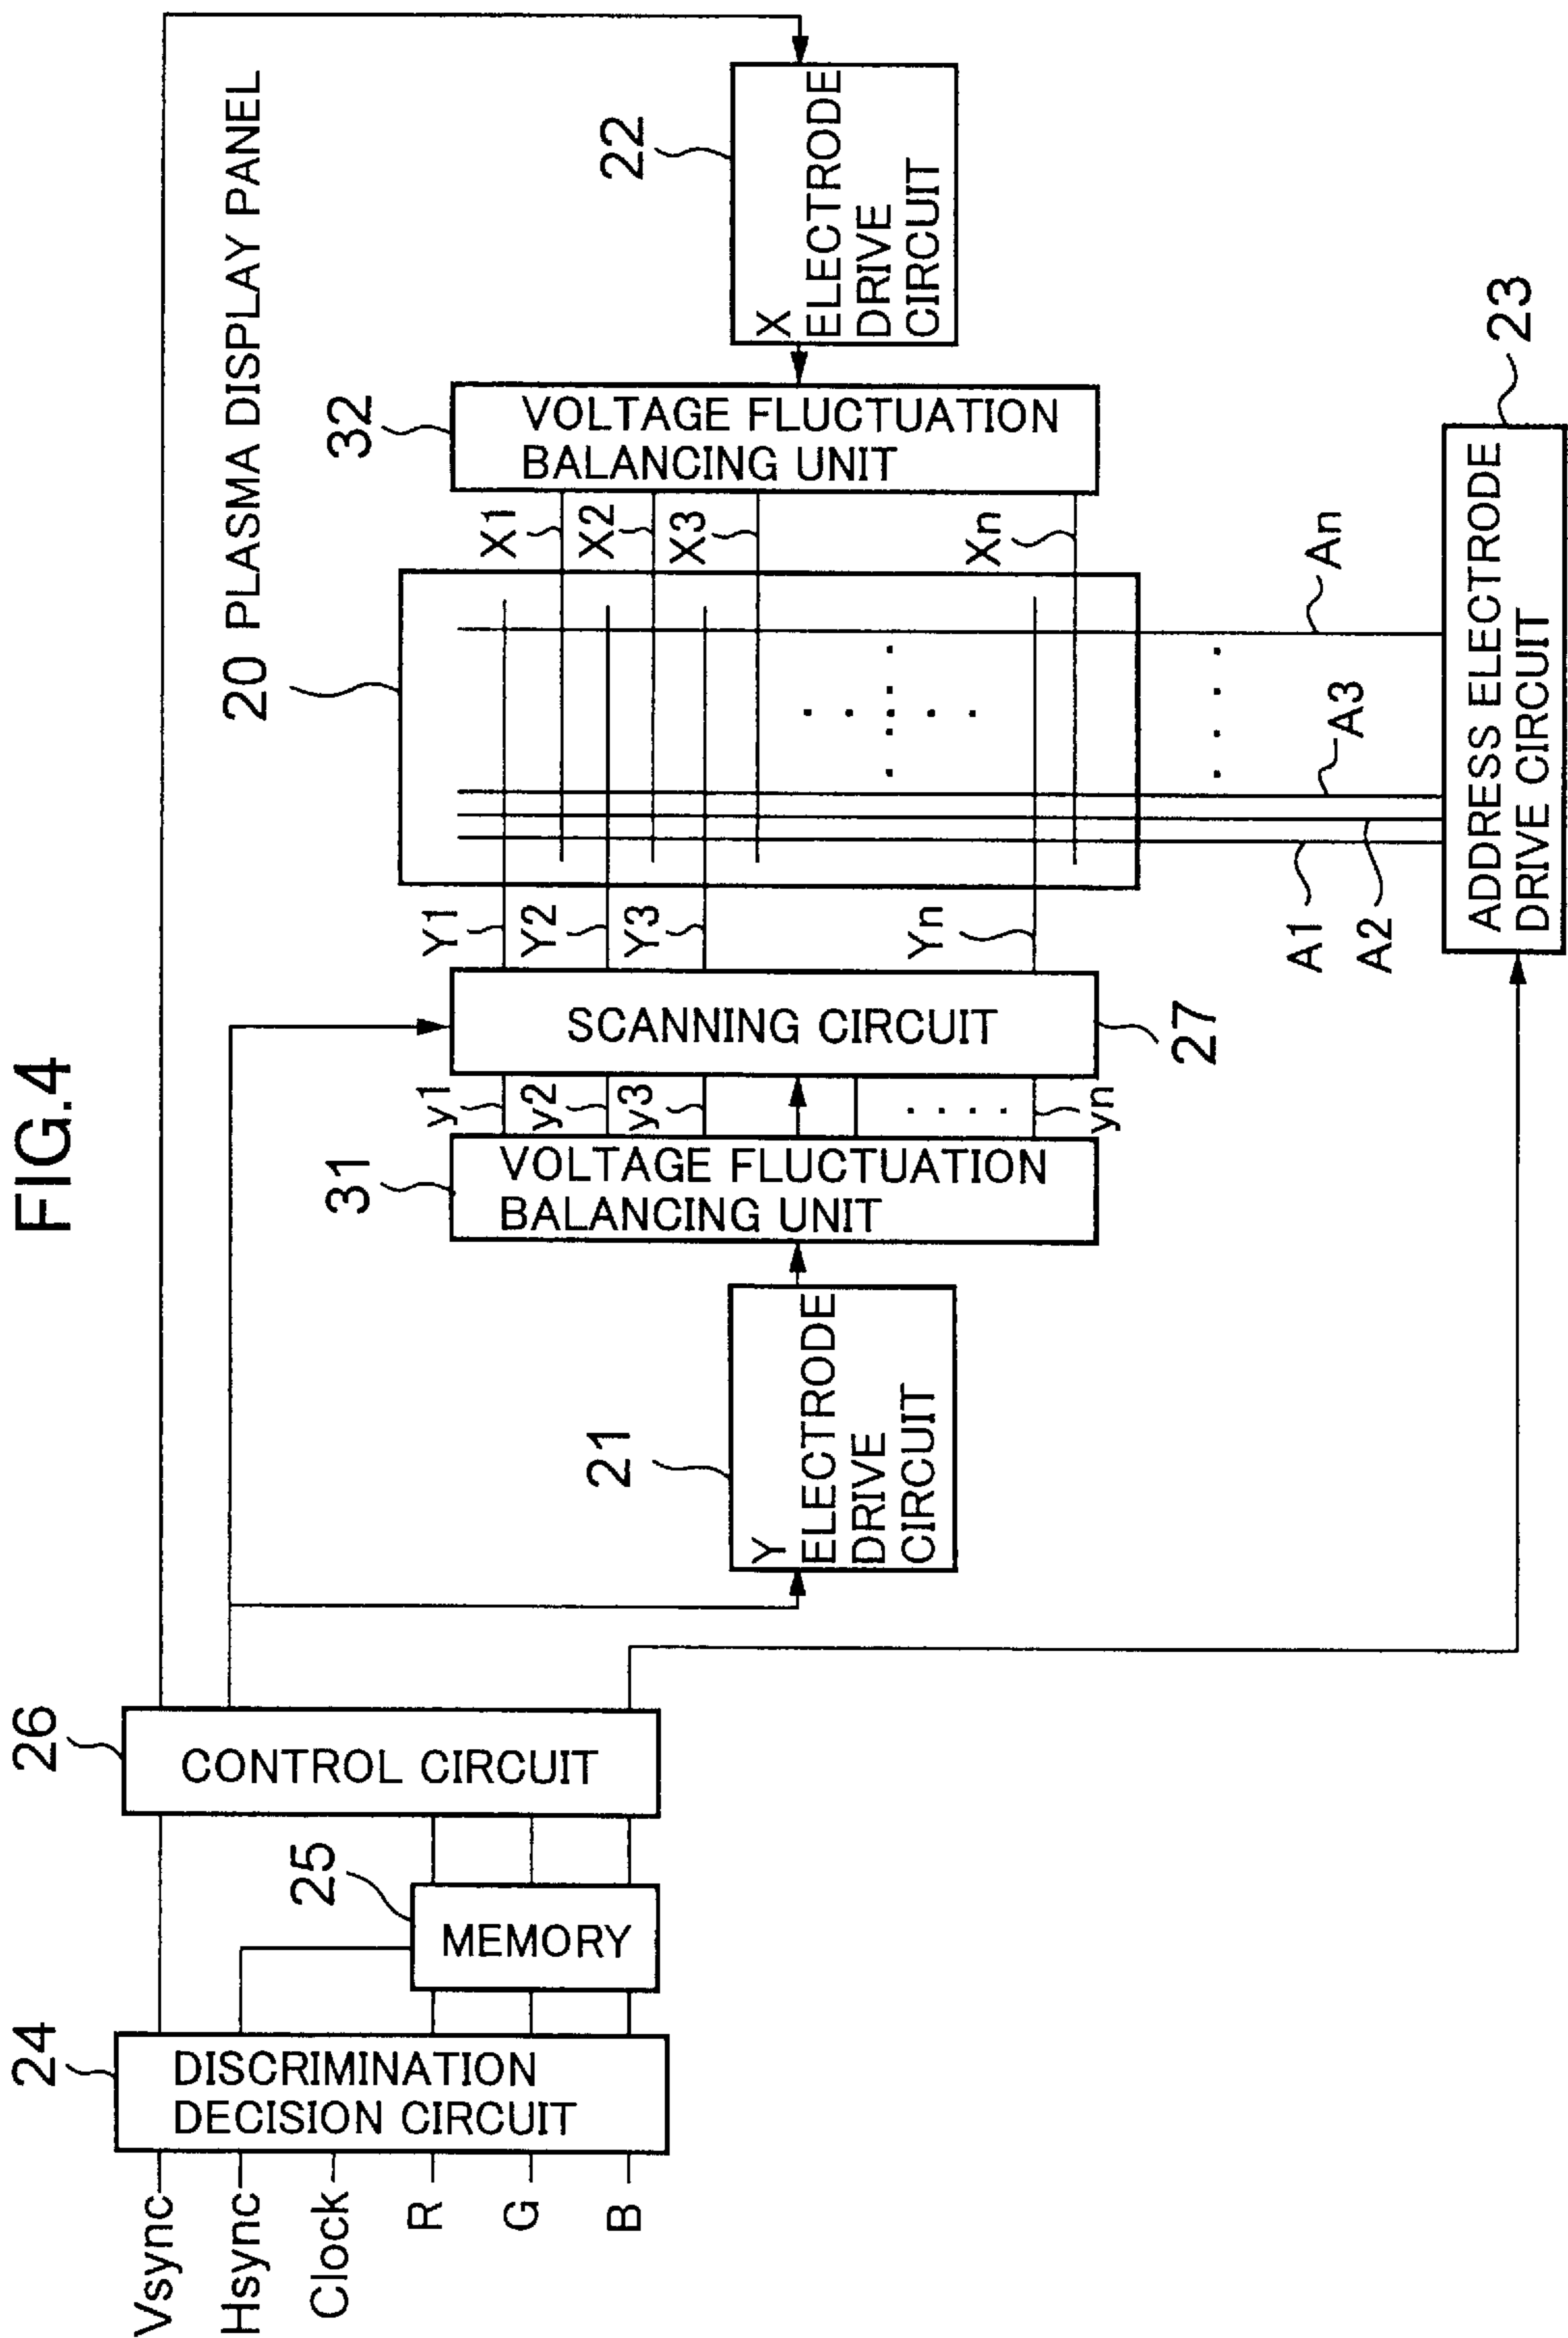 FIG.4
20 PLASMA DISPLAY PANEL
24
DISCRIMINATION
DECISION CIRCUIT
Vsync
Hsync
Clock
R
G
B
25
MEMORY
26
CONTROL CIRCUIT
21
Y
ELECTRODE
DRIVE
CIRCUIT
31
VOLTAGE FLUCTUATION
BALANCING UNIT
y1
y2
y3
yn
SCANNING CIRCUIT
27
Y1
Y2
Y3
Yn
X1
X2
X3
Xn
32
VOLTAGE FLUCTUATION
BALANCING UNIT
22
X
ELECTRODE
DRIVE
CIRCUIT
A1
A2
A3
An
23
ADDRESS ELECTRODE
DRIVE CIRCUIT